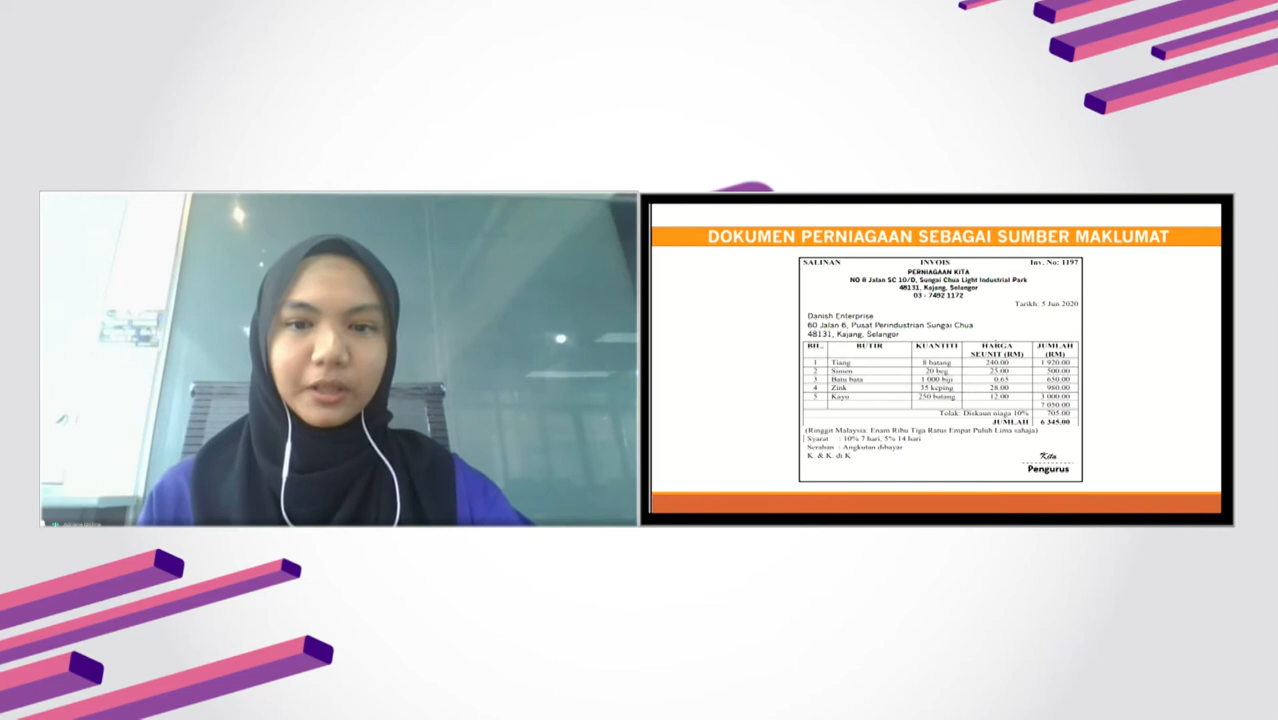 DOKUMEN PERNIAGAAN SEBAGAI SUMBER MAKLUMAT
SALINAN INVOIS Inv. No: 1197
PERNIAGAAN KITA
NO 8 Jalan SC 10/D, Sungai Chua Light Industrial Park
48131, Kajang, Selangor
03 - 7492 1172
Tarikh: 5 Jun 2020
Danish Enterprise
60 Jalan 6, Pusat Perindustrian Sungai Chua
48131, Kajang, Selangor
BIL. BUTIR KUANTITI HARGA SEUNIT (RM) JUMLAH (RM)
1 Tiang 8 batang 240.00 1 920.00
2 Simen 20 beg 25.00 500.00
3 Batu bata 1 000 biji 0.65 650.00
4 Zink 35 keping 28.00 980.00
5 Kayu 250 batang 12.00 3 000.00
7 050.00
Tolak: Diskaun niaga 10% 705.00
JUMLAH 6 345.00
(Ringgit Malaysia: Enam Ribu Tiga Ratus Empat Puluh Lima sahaja)
Syarat : 10% 7 hari, 5% 14 hari
Serahan : Angkutan dibayar
K. & K. di K
Kita
Pengurus